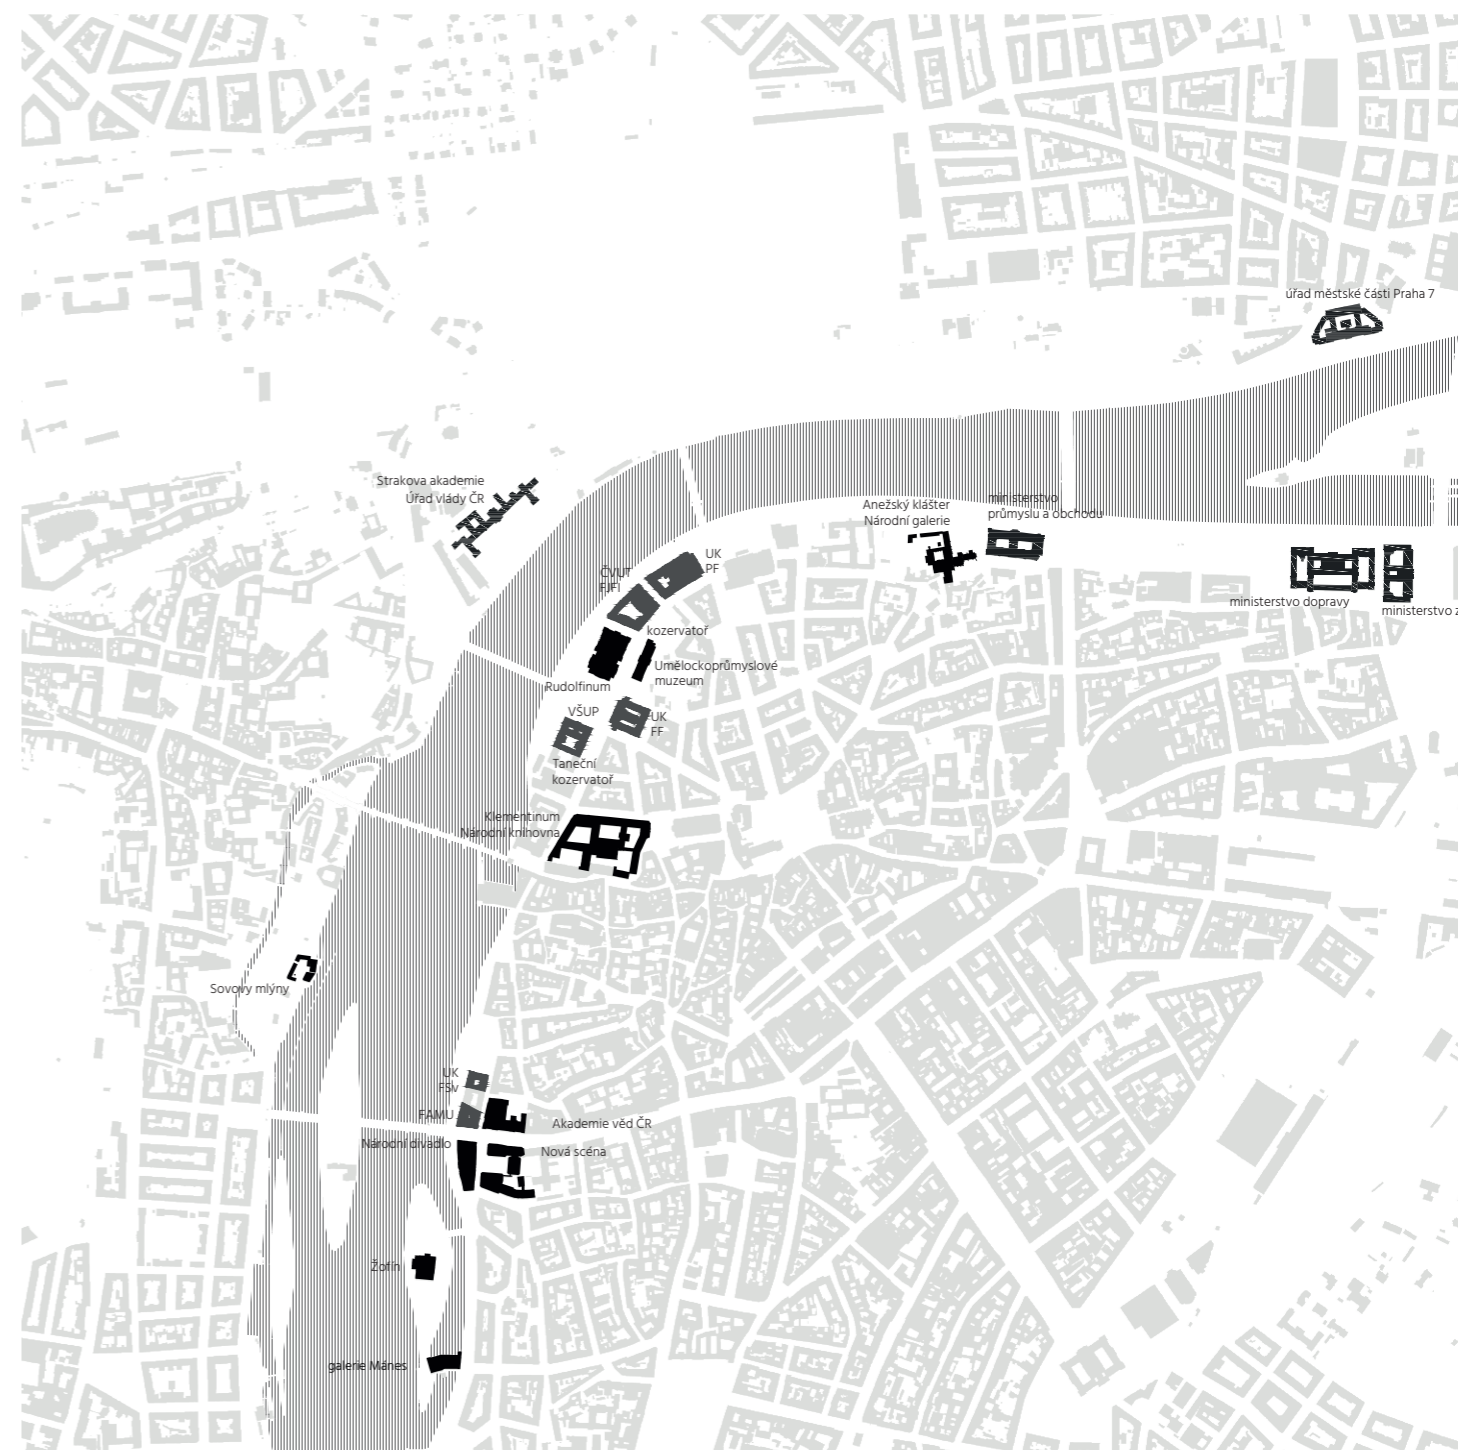 úřad městské části Praha 7
Strakova akademie
Úřad vlády ČR
Anežský klášter
Národní galerie
ministerstvo
průmyslu a obchodu
ministerstvo dopravy
ministerstvo z
UK
PF
ČVUT
FJFI
kozervatoř
Umělockoprůmyslové
muzeum
Rudolfinum
VŠUP
UK
FF
Taneční
kozervatoř
Klementinum
Národní knihovna
Sovovy mlýny
UK
FSv
FAMU
Akademie věd ČR
Národní divadlo
Nová scéna
Žofín
galerie Mánes